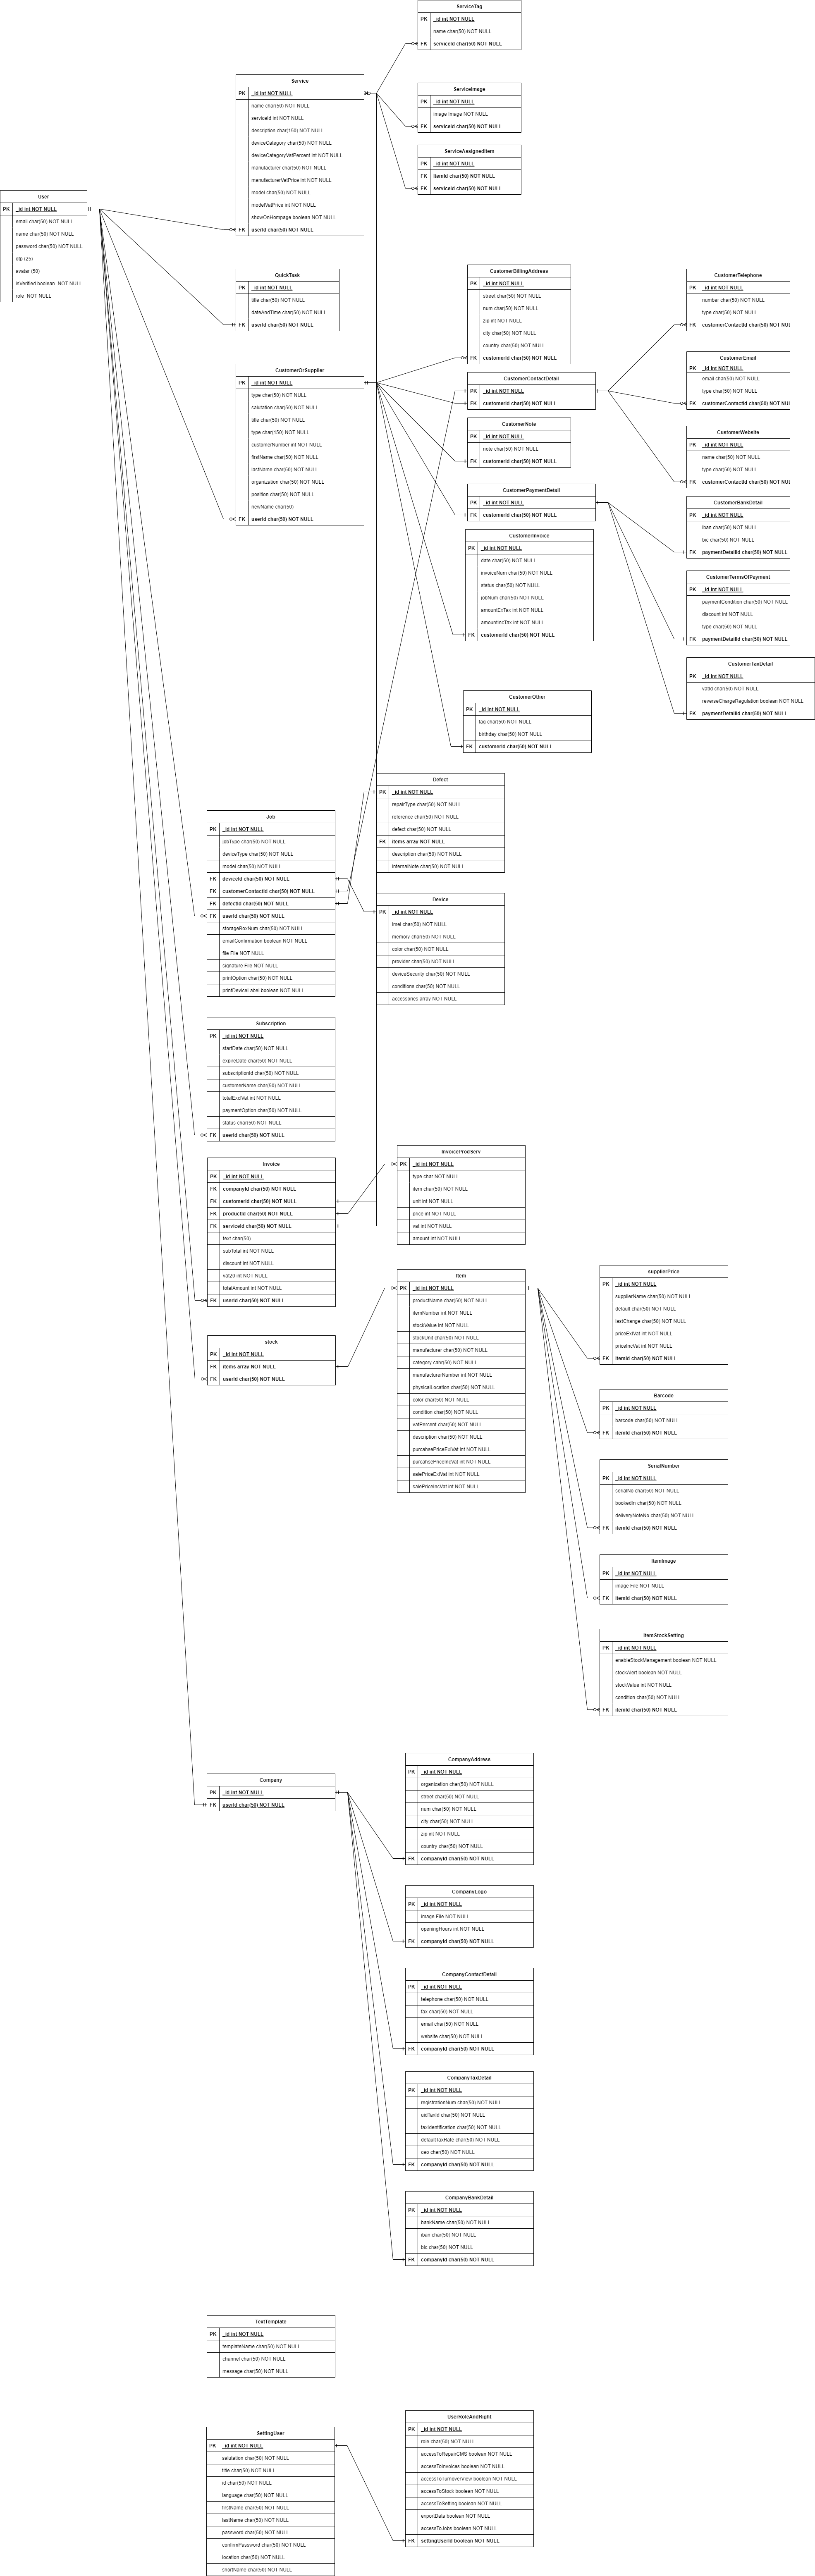 ServiceTag
PK _id int NOT NULL
name char(50) NOT NULL
FK serviceId char(50) NOT NULL
Service
PK _id int NOT NULL
name char(50) NOT NULL
serviceId int NOT NULL
description char(150) NOT NULL
deviceCategory char(50) NOT NULL
deviceCategoryVatPercent int NOT NULL
manufacturer char(50) NOT NULL
manufacturerVatPrice int NOT NULL
model char(50) NOT NULL
modelVatPrice int NOT NULL
showOnHompage boolean NOT NULL
FK userId char(50) NOT NULL
ServiceImage
PK _id int NOT NULL
image Image NOT NULL
FK serviceId char(50) NOT NULL
ServiceAssignedItem
PK _id int NOT NULL
FK itemId char(50) NOT NULL
FK serviceId char(50) NOT NULL
User
PK _id int NOT NULL
email char(50) NOT NULL
name char(50) NOT NULL
password char(50) NOT NULL
otp (25)
avatar (50)
isVerified boolean NOT NULL
role NOT NULL
QuickTask
PK _id int NOT NULL
title char(50) NOT NULL
dateAndTime char(50) NOT NULL
FK userId char(50) NOT NULL
CustomerOrSupplier
PK _id int NOT NULL
type char(50) NOT NULL
salutation char(50) NOT NULL
title char(50) NOT NULL
type char(150) NOT NULL
customerNumber int NOT NULL
firstName char(50) NOT NULL
lastName char(50) NOT NULL
organization char(50) NOT NULL
position char(50) NOT NULL
newName char(50)
FK userId char(50) NOT NULL
CustomerBillingAddress
PK _id int NOT NULL
street char(50) NOT NULL
num char(50) NOT NULL
zip int NOT NULL
city char(50) NOT NULL
country char(50) NOT NULL
FK customerId char(50) NOT NULL
CustomerContactDetail
PK _id int NOT NULL
FK customerId char(50) NOT NULL
CustomerNote
PK _id int NOT NULL
note char(50) NOT NULL
FK customerId char(50) NOT NULL
CustomerPaymentDetail
PK _id int NOT NULL
FK customerId char(50) NOT NULL
CustomerInvoice
PK _id int NOT NULL
date char(50) NOT NULL
invoiceNum char(50) NOT NULL
status char(50) NOT NULL
jobNum char(50) NOT NULL
amountExTax int NOT NULL
amountIncTax int NOT NULL
FK customerId char(50) NOT NULL
CustomerOther
PK _id int NOT NULL
tag char(50) NOT NULL
birthday char(50) NOT NULL
FK customerId char(50) NOT NULL
CustomerTelephone
PK _id int NOT NULL
number char(50) NOT NULL
type char(50) NOT NULL
FK customerContactId char(50) NOT NUL
CustomerEmail
PK _id int NOT NULL
email char(50) NOT NULL
type char(50) NOT NULL
FK customerContactId char(50) NOT NUL
CustomerWebsite
PK _id int NOT NULL
name char(50) NOT NULL
type char(50) NOT NULL
FK customerContactId char(50) NOT NUL
CustomerBankDetail
PK _id int NOT NULL
iban char(50) NOT NULL
bic char(50) NOT NULL
FK paymentDetailId char(50) NOT NULL
CustomerTermsOfPayment
PK _id int NOT NULL
paymentCondition char(50) NOT NULL
discount int NOT NULL
type char(50) NOT NULL
FK paymentDetailId char(50) NOT NULL
CustomerTaxDetail
PK _id int NOT NULL
vatId char(50) NOT NULL
reverseChargeRegulation boolean NOT NULL
FK paymentDetailId char(50) NOT NULL
Defect
PK _id int NOT NULL
repairType char(50) NOT NULL
reference char(50) NOT NULL
defect char(50) NOT NULL
FK items array NOT NULL
description char(50) NOT NULL
internalNote char(50) NOT NULL
Job
PK _id int NOT NULL
jobType char(50) NOT NULL
deviceType char(50) NOT NULL
model char(50) NOT NULL
FK deviceId char(50) NOT NULL
FK customerContactId char(50) NOT NULL
FK defectId char(50) NOT NULL
FK userId char(50) NOT NULL
storageBoxNum char(50) NOT NULL
emailConfirmation boolean NOT NULL
file File NOT NULL
signature File NOT NULL
printOption char(50) NOT NULL
printDeviceLabel boolean NOT NULL
Device
PK _id int NOT NULL
imei char(50) NOT NULL
memory char(50) NOT NULL
color char(50) NOT NULL
provider char(50) NOT NULL
deviceSecurity char(50) NOT NULL
conditions char(50) NOT NULL
accessories array NOT NULL
Subscription
PK _id int NOT NULL
startDate char(50) NOT NULL
expireDate char(50) NOT NULL
subscriptionId char(50) NOT NULL
customerName char(50) NOT NULL
totalExclVat int NOT NULL
paymentOption char(50) NOT NULL
status char(50) NOT NULL
FK userId char(50) NOT NULL
Invoice
PK _id int NOT NULL
FK companyId char(50) NOT NULL
FK customerId char(50) NOT NULL
FK productId char(50) NOT NULL
FK serviceId char(50) NOT NULL
text char(50)
subTotal int NOT NULL
discount int NOT NULL
vat20 int NOT NULL
totalAmount int NOT NULL
FK userId char(50) NOT NULL
InvoiceProdServ
PK _id int NOT NULL
type char NOT NULL
item char(50) NOT NULL
unit int NOT NULL
price int NOT NULL
vat int NOT NULL
amount int NOT NULL
stock
PK _id int NOT NULL
FK items array NOT NULL
FK userId char(50) NOT NULL
Item
PK _id int NOT NULL
productName char(50) NOT NULL
itemNumber int NOT NULL
stockValue int NOT NULL
stockUnit char(50) NOT NULL
manufacturer char(50) NOT NULL
category cahr(50) NOT NULL
manufacturerNumber int NOT NULL
physicalLocation char(50) NOT NULL
color char(50) NOT NULL
condition char(50) NOT NULL
vatPercent char(50) NOT NULL
description char(50) NOT NULL
purcahsePriceExlVat int NOT NULL
purcahsePriceIncVat int NOT NULL
salePriceExlVat int NOT NULL
salePriceIncVat int NOT NULL
supplierPrice
PK _id int NOT NULL
supplierName char(50) NOT NULL
default char(50) NOT NULL
lastChange char(50) NOT NULL
priceExlVat int NOT NULL
priceIncVat int NOT NULL
FK itemId char(50) NOT NULL
Barcode
PK _id int NOT NULL
barcode char(50) NOT NULL
FK itemId char(50) NOT NULL
SerialNumber
PK _id int NOT NULL
serialNo char(50) NOT NULL
bookedIn char(50) NOT NULL
deliveryNoteNo char(50) NOT NULL
FK itemId char(50) NOT NULL
ItemImage
PK _id int NOT NULL
image File NOT NULL
FK itemId char(50) NOT NULL
ItemStockSetting
PK _id int NOT NULL
enableStockManagement boolean NOT NULL
stockAlert boolean NOT NULL
stockValue int NOT NULL
condition char(50) NOT NULL
FK itemId char(50) NOT NULL
Company
PK _id int NOT NULL
FK userId char(50) NOT NULL
CompanyAddress
PK _id int NOT NULL
organization char(50) NOT NULL
street char(50) NOT NULL
num char(50) NOT NULL
city char(50) NOT NULL
zip int NOT NULL
country char(50) NOT NULL
FK companyId char(50) NOT NULL
CompanyLogo
PK _id int NOT NULL
image File NOT NULL
openingHours int NOT NULL
FK companyId char(50) NOT NULL
CompanyContactDetail
PK _id int NOT NULL
telephone char(50) NOT NULL
fax char(50) NOT NULL
email char(50) NOT NULL
website char(50) NOT NULL
FK companyId char(50) NOT NULL
CompanyTaxDetail
PK _id int NOT NULL
registrationNum char(50) NOT NULL
uidTaxId char(50) NOT NULL
taxIdentification char(50) NOT NULL
defaultTaxRate char(50) NOT NULL
ceo char(50) NOT NULL
FK companyId char(50) NOT NULL
CompanyBankDetail
PK _id int NOT NULL
bankName char(50) NOT NULL
iban char(50) NOT NULL
bic char(50) NOT NULL
FK companyId char(50) NOT NULL
TextTemplate
PK _id int NOT NULL
templateName char(50) NOT NULL
channel char(50) NOT NULL
message char(50) NOT NULL
SettingUser
PK _id int NOT NULL
salutation char(50) NOT NULL
title char(50) NOT NULL
id char(50) NOT NULL
language char(50) NOT NULL
firstName char(50) NOT NULL
lastName char(50) NOT NULL
password char(50) NOT NULL
confirmPassword char(50) NOT NULL
location char(50) NOT NULL
shortName char(50) NOT NULL
UserRoleAndRight
PK _id int NOT NULL
role char(50) NOT NULL
accessToRepairCMS boolean NOT NULL
accessToInvoices boolean NOT NULL
accessToTurnoverView boolean NOT NULL
accessToStock boolean NOT NULL
accessToSetting boolean NOT NULL
exportData boolean NOT NULL
accessToJobs boolean NOT NULL
FK settingUserId boolean NOT NULL